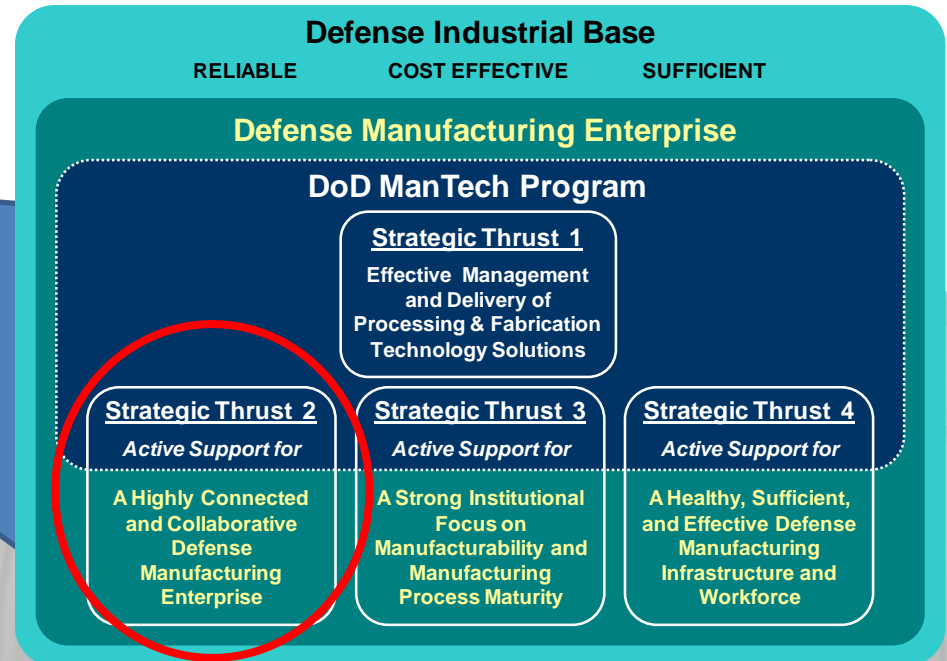 Defense Industrial Base
RELIABLE COST EFFECTIVE SUFFICIENT
Defense Manufacturing Enterprise
DoD ManTech Program
Strategic Thrust 1
Effective Management
and Delivery of
Processing & Fabrication
Technology Solutions
Strategic Thrust 2
Active Support for
A Highly Connected
and Collaborative
Defense
Manufacturing
Enterprise
Strategic Thrust 3
Active Support for
A Strong Institutional
Focus on
Manufacturability and
Manufacturing
Process Maturity
Strategic Thrust 4
Active Support for
A Healthy, Sufficient,
and Effective Defense
Manufacturing
Infrastructure and
Workforce